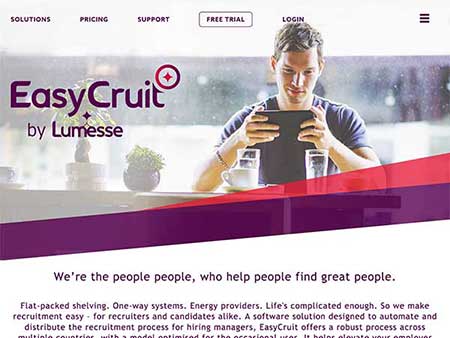 SOLUTIONS PRICING SUPPORT FREE TRIAL LOGIN
EasyCruit
by Lumesse
We're the people people, who help people find great people.
Flat-packed shelving. One-way systems. Energy providers. Life's complicated enough. So we make
recruitment easy – for recruiters and candidates alike. A software solution designed to automate and
distribute the recruitment process for hiring managers, EasyCruit offers a robust process across
multiple countries, with a model optimised for the occasional user. It helps elevate your employer